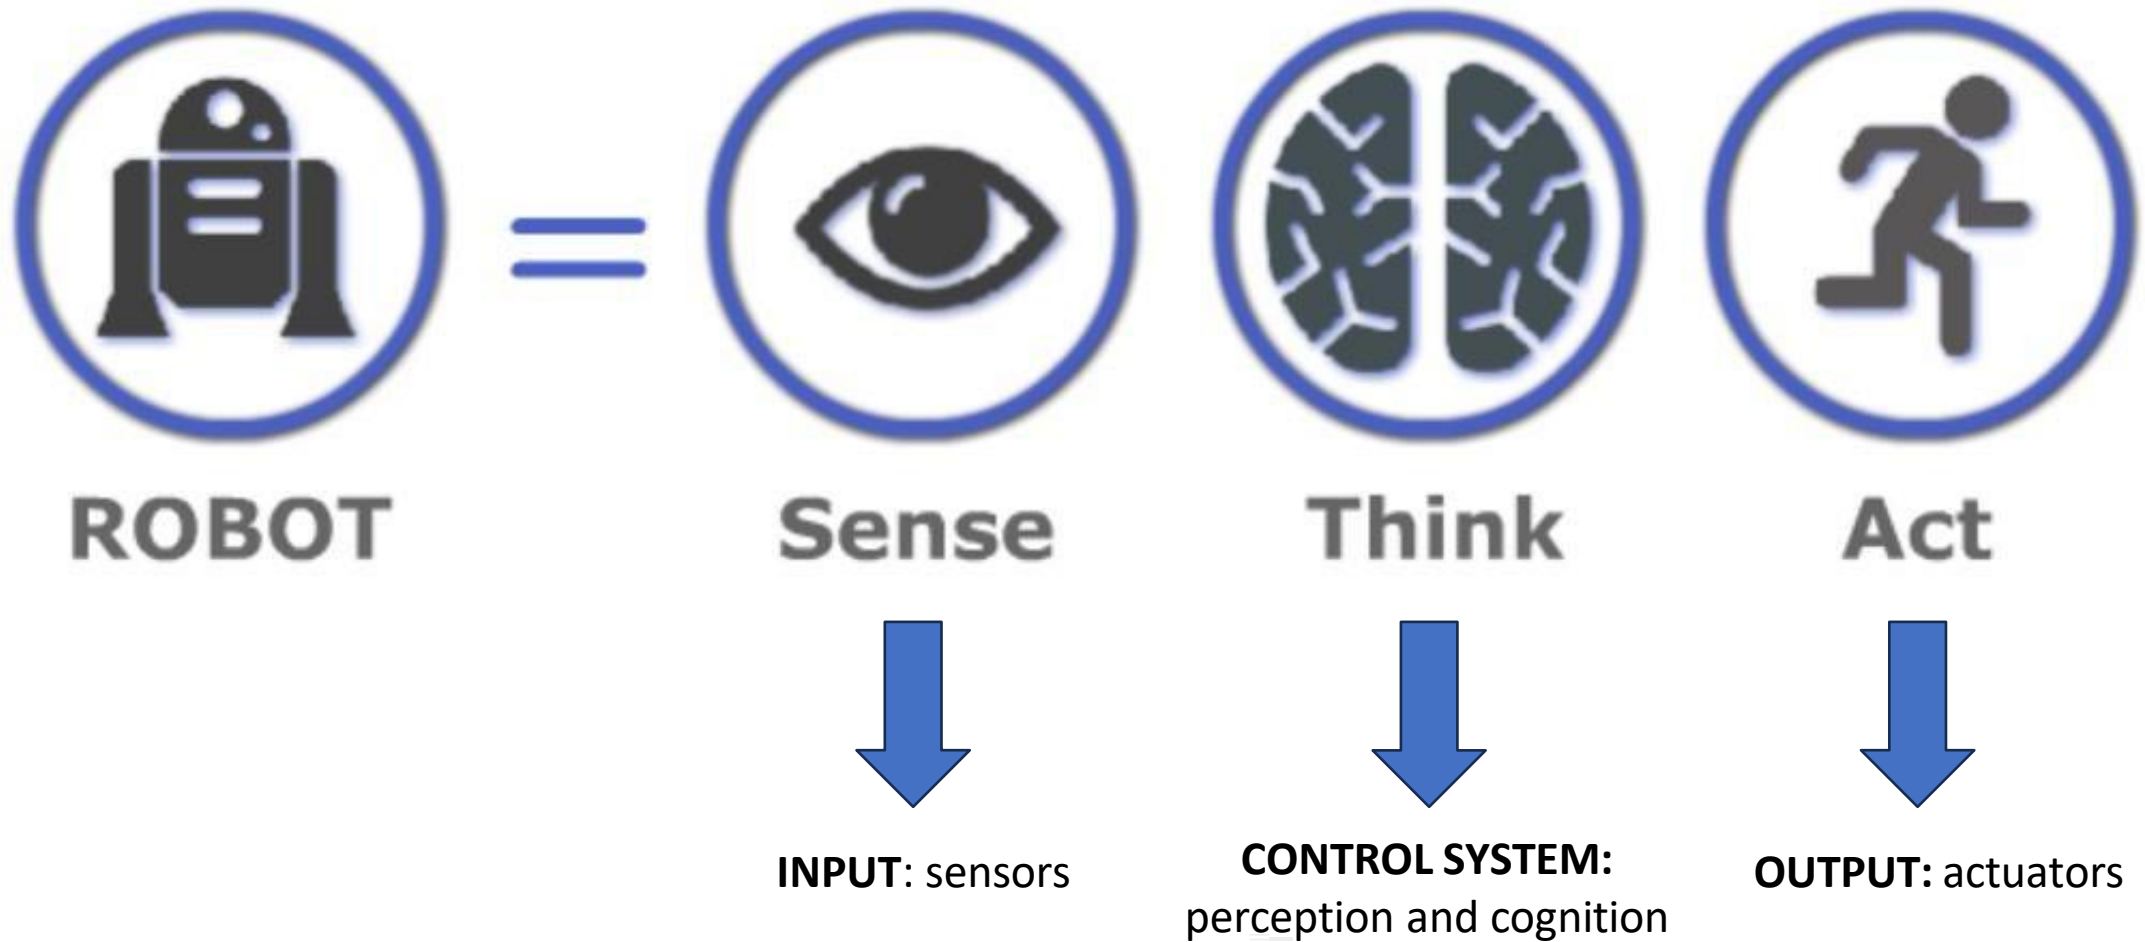 ROBOT
Sense
Think
Act
INPUT: sensors
CONTROL SYSTEM:
perception and cognition
OUTPUT: actuators